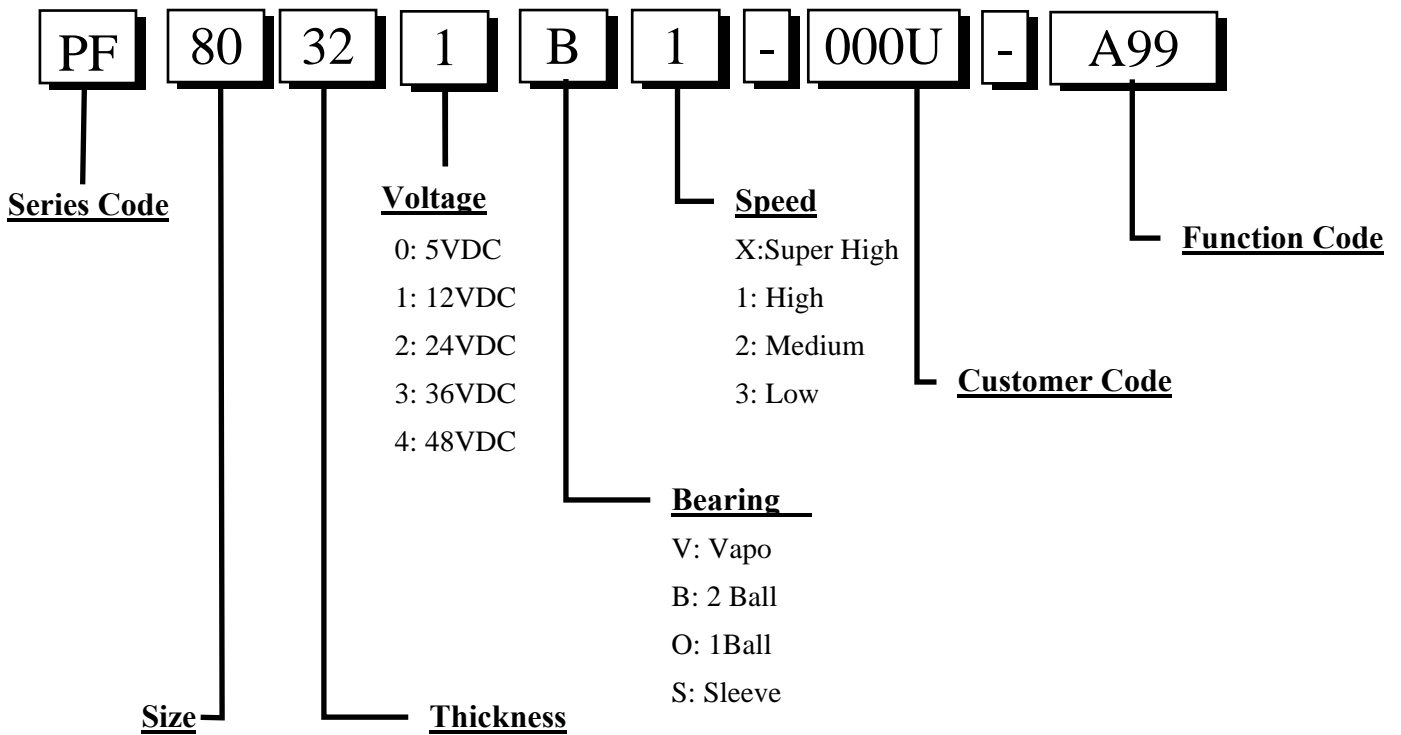 PF 80 32 1 B 1 - 000U - A99
Series Code
Voltage
0: 5VDC
1: 12VDC
2: 24VDC
3: 36VDC
4: 48VDC
Speed
X:Super High
1: High
2: Medium
3: Low
Function Code
Customer Code
Bearing
V: Vapo
B: 2 Ball
O: 1Ball
S: Sleeve
Size
Thickness